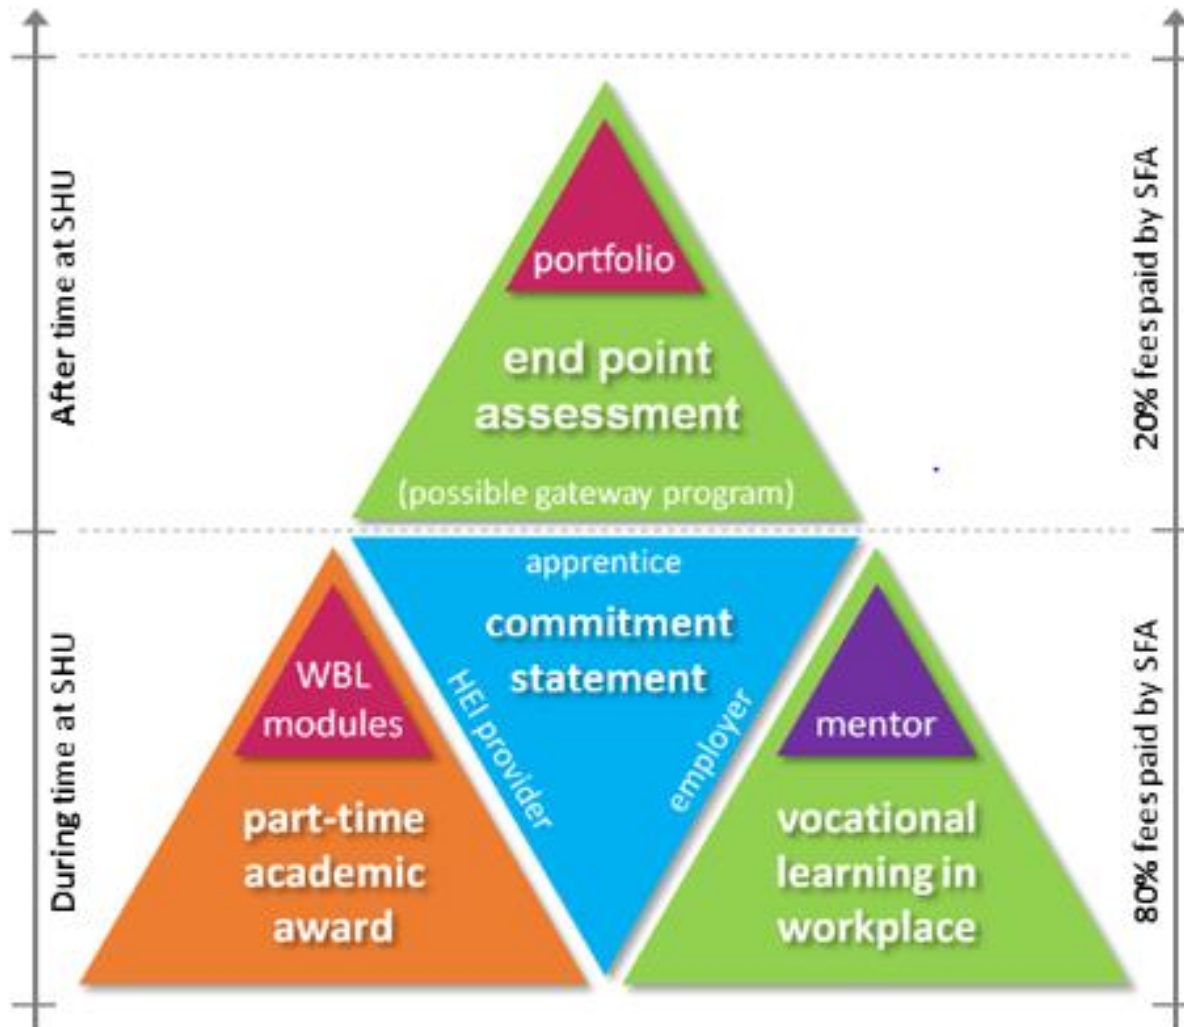 After time at SHU
20% fees paid by SFA
portfolio
end point
assessment
(possible gateway program)
During time at SHU
80% fees paid by SFA
apprentice
commitment
statement
HEI provider
employer
WBL
modules
part-time
academic
award
mentor
vocational
learning in
workplace